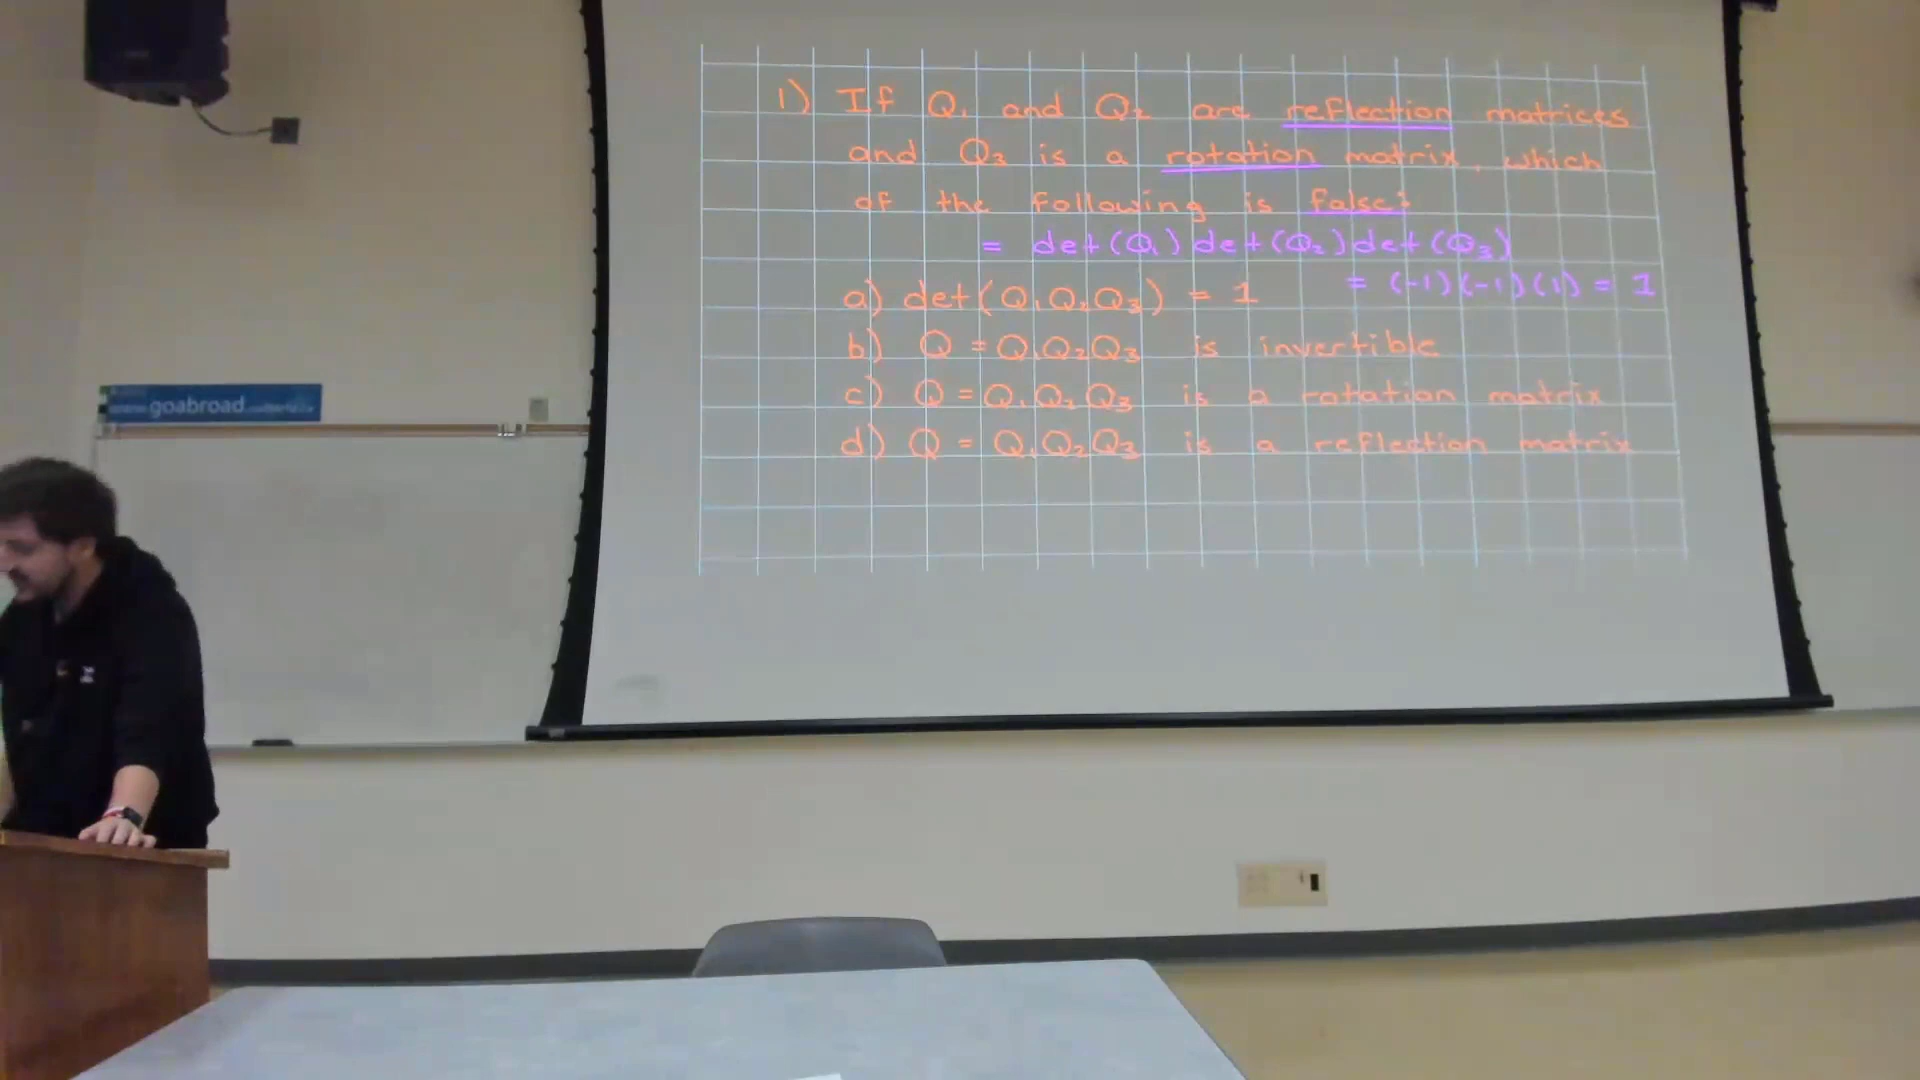 1) If Q₁ and Q₂ are reflection matrices
and Q₃ is a rotation matrix, which
of the following is false?
= det(Q₁)det(Q₂)det(Q₃)
= (-1)(-1)(1) = 1
a) det(Q₁Q₂Q₃) = 1
b) Q = Q₁Q₂Q₃ is invertible
c) Q = Q₁Q₂Q₃ is a rotation matrix
d) Q = Q₁Q₂Q₃ is a reflection matrix
www.goabroad.